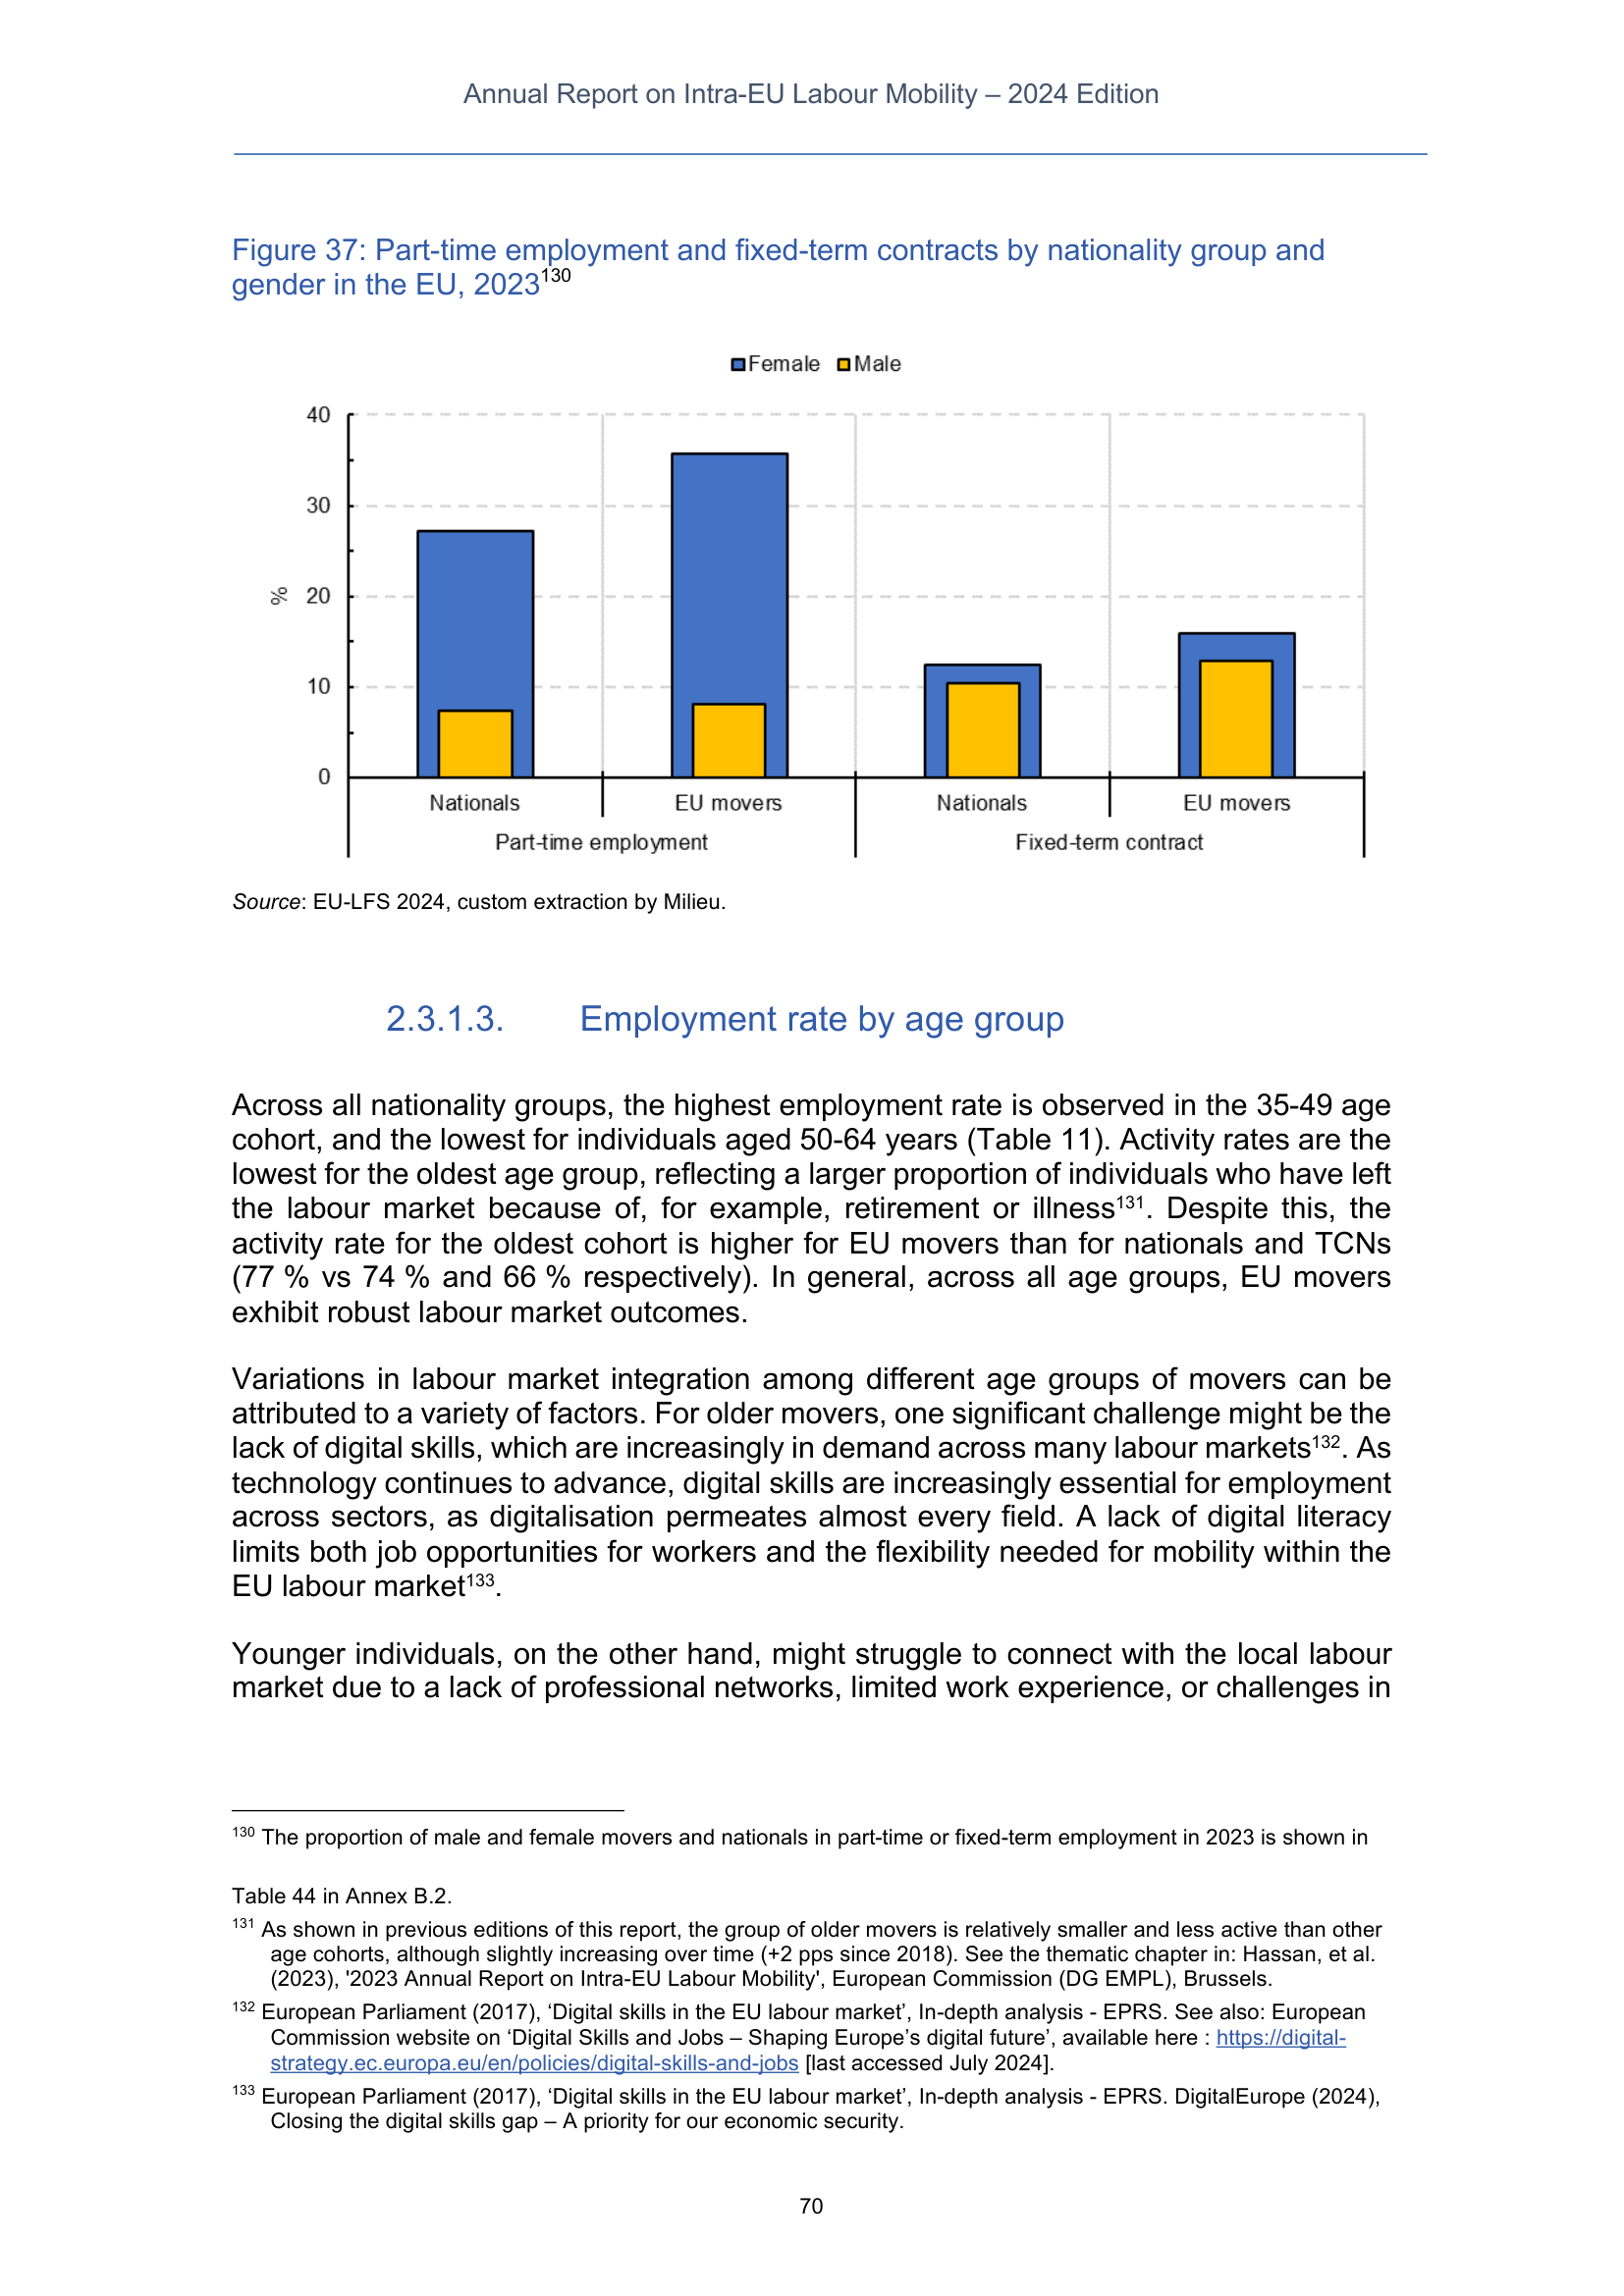 Annual Report on Intra-EU Labour Mobility – 2024 Edition
Figure 37: Part-time employment and fixed-term contracts by nationality group and
gender in the EU, 2023130
Female Male
40
30
% 20
10
0
Nationals EU movers Nationals EU movers
Part-time employment Fixed-term contract
Source: EU-LFS 2024, custom extraction by Milieu.
2.3.1.3. Employment rate by age group
Across all nationality groups, the highest employment rate is observed in the 35-49 age
cohort, and the lowest for individuals aged 50-64 years (Table 11). Activity rates are the
lowest for the oldest age group, reflecting a larger proportion of individuals who have left
the labour market because of, for example, retirement or illness131. Despite this, the
activity rate for the oldest cohort is higher for EU movers than for nationals and TCNs
(77 % vs 74 % and 66 % respectively). In general, across all age groups, EU movers
exhibit robust labour market outcomes.
Variations in labour market integration among different age groups of movers can be
attributed to a variety of factors. For older movers, one significant challenge might be the
lack of digital skills, which are increasingly in demand across many labour markets132. As
technology continues to advance, digital skills are increasingly essential for employment
across sectors, as digitalisation permeates almost every field. A lack of digital literacy
limits both job opportunities for workers and the flexibility needed for mobility within the
EU labour market133.
Younger individuals, on the other hand, might struggle to connect with the local labour
market due to a lack of professional networks, limited work experience, or challenges in
130 The proportion of male and female movers and nationals in part-time or fixed-term employment in 2023 is shown in
Table 44 in Annex B.2.
131 As shown in previous editions of this report, the group of older movers is relatively smaller and less active than other
age cohorts, although slightly increasing over time (+2 pps since 2018). See the thematic chapter in: Hassan, et al.
(2023), '2023 Annual Report on Intra-EU Labour Mobility', European Commission (DG EMPL), Brussels.
132 European Parliament (2017), ‘Digital skills in the EU labour market’, In-depth analysis - EPRS. See also: European
Commission website on ‘Digital Skills and Jobs – Shaping Europe’s digital future’, available here : https://digital-
strategy.ec.europa.eu/en/policies/digital-skills-and-jobs [last accessed July 2024].
133 European Parliament (2017), ‘Digital skills in the EU labour market’, In-depth analysis - EPRS. DigitalEurope (2024),
Closing the digital skills gap – A priority for our economic security.
70